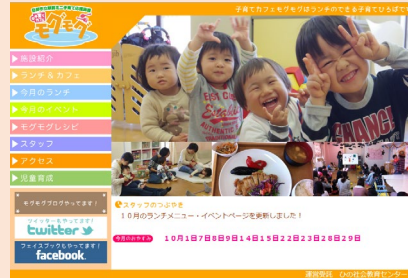 子育てカフェモグモグはランチのできる子育てひろばで
モグモグ
▶施設紹介
▶ランチ＆カフェ
▶今月のランチ
▶今月のイベント
▶モグモグレシピ
▶スタッフ
▶アクセス
▶児童育成
モグモグブログやってます！
ツイッターもやってます！
twitter
フェイスブックもやってます！
facebook.
スタッフのつぶやき
１０月のランチメニュー・イベントページを更新しました！
今月のおやすみ
１０月１日７日８日９日１４日１５日２２日２３日２８日２９日
運営委託 ひの社会教育センター